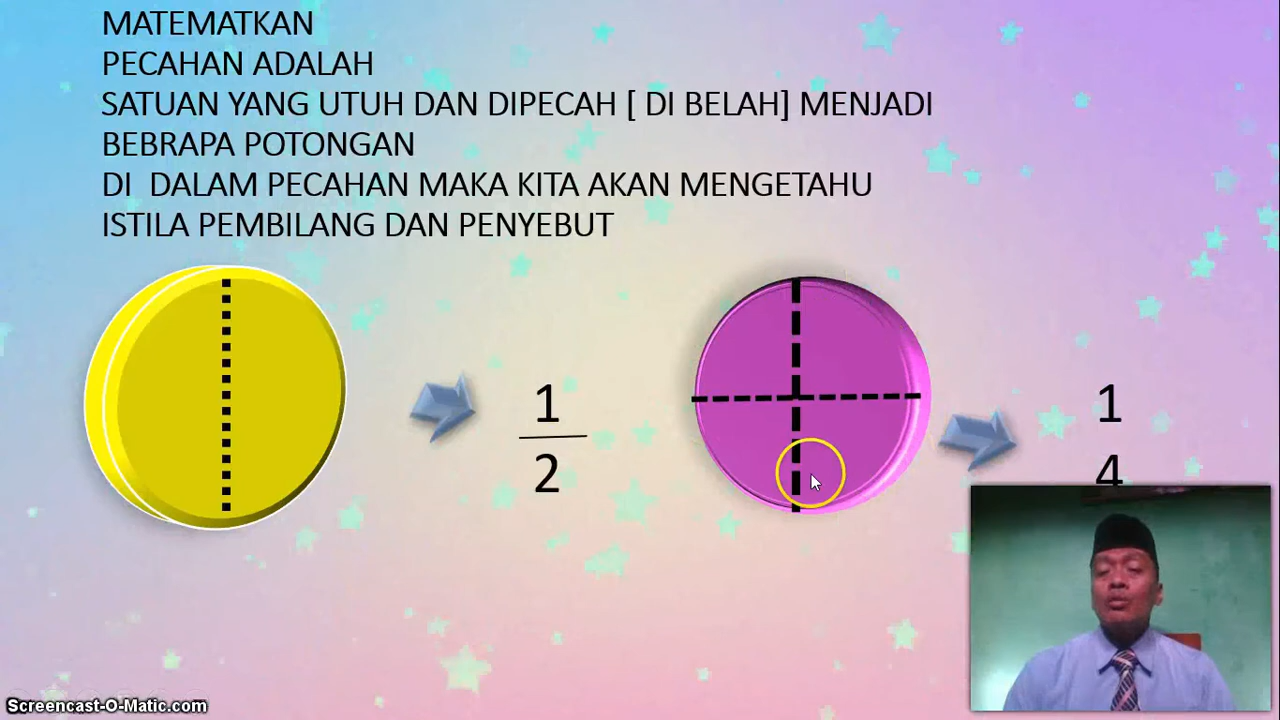 MATEMATKAN
PECAHAN ADALAH
SATUAN YANG UTUH DAN DIPECAH [ DI BELAH] MENJADI
BEBRAPA POTONGAN
DI DALAM PECAHAN MAKA KITA AKAN MENGETAHU
ISTILA PEMBILANG DAN PENYEBUT
1
2
1
4
Screencast-O-Matic.com